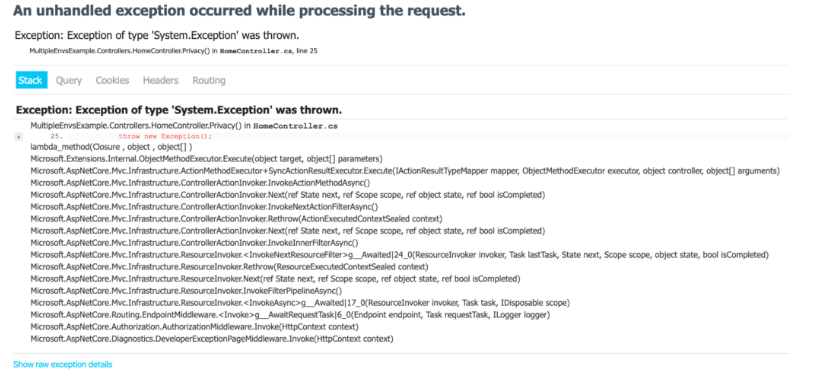 An unhandled exception occurred while processing the request.
Exception: Exception of type 'System.Exception' was thrown.
MultipleEnvsExample.Controllers.HomeController.Privacy() in HomeController.cs, line 25
Stack Query Cookies Headers Routing
Exception: Exception of type 'System.Exception' was thrown.
MultipleEnvsExample.Controllers.HomeController.Privacy() in HomeController.cs
+ 25. throw new Exception();
lambda_method(Closure , object , object[] )
Microsoft.Extensions.Internal.ObjectMethodExecutor.Execute(object target, object[] parameters)
Microsoft.AspNetCore.Mvc.Infrastructure.ActionMethodExecutor+SyncActionResultExecutor.Execute(IActionResultTypeMapper mapper, ObjectMethodExecutor executor, object controller, object[] arguments)
Microsoft.AspNetCore.Mvc.Infrastructure.ControllerActionInvoker.InvokeActionMethodAsync()
Microsoft.AspNetCore.Mvc.Infrastructure.ControllerActionInvoker.Next(ref State next, ref Scope scope, ref object state, ref bool isCompleted)
Microsoft.AspNetCore.Mvc.Infrastructure.ControllerActionInvoker.InvokeNextActionFilterAsync()
Microsoft.AspNetCore.Mvc.Infrastructure.ControllerActionInvoker.Rethrow(ActionExecutedContextSealed context)
Microsoft.AspNetCore.Mvc.Infrastructure.ControllerActionInvoker.Next(ref State next, ref Scope scope, ref object state, ref bool isCompleted)
Microsoft.AspNetCore.Mvc.Infrastructure.ControllerActionInvoker.InvokeInnerFilterAsync()
Microsoft.AspNetCore.Mvc.Infrastructure.ResourceInvoker.<InvokeNextResourceFilter>g__Awaited|24_0(ResourceInvoker invoker, Task lastTask, State next, Scope scope, object state, bool isCompleted)
Microsoft.AspNetCore.Mvc.Infrastructure.ResourceInvoker.Rethrow(ResourceExecutedContextSealed context)
Microsoft.AspNetCore.Mvc.Infrastructure.ResourceInvoker.Next(ref State next, ref Scope scope, ref object state, ref bool isCompleted)
Microsoft.AspNetCore.Mvc.Infrastructure.ResourceInvoker.InvokeFilterPipelineAsync()
Microsoft.AspNetCore.Mvc.Infrastructure.ResourceInvoker.<InvokeAsync>g__Awaited|17_0(ResourceInvoker invoker, Task task, IDisposable scope)
Microsoft.AspNetCore.Routing.EndpointMiddleware.<Invoke>g__AwaitRequestTask|6_0(Endpoint endpoint, Task requestTask, ILogger logger)
Microsoft.AspNetCore.Authorization.AuthorizationMiddleware.Invoke(HttpContext context)
Microsoft.AspNetCore.Diagnostics.DeveloperExceptionPageMiddleware.Invoke(HttpContext context)
Show raw exception details